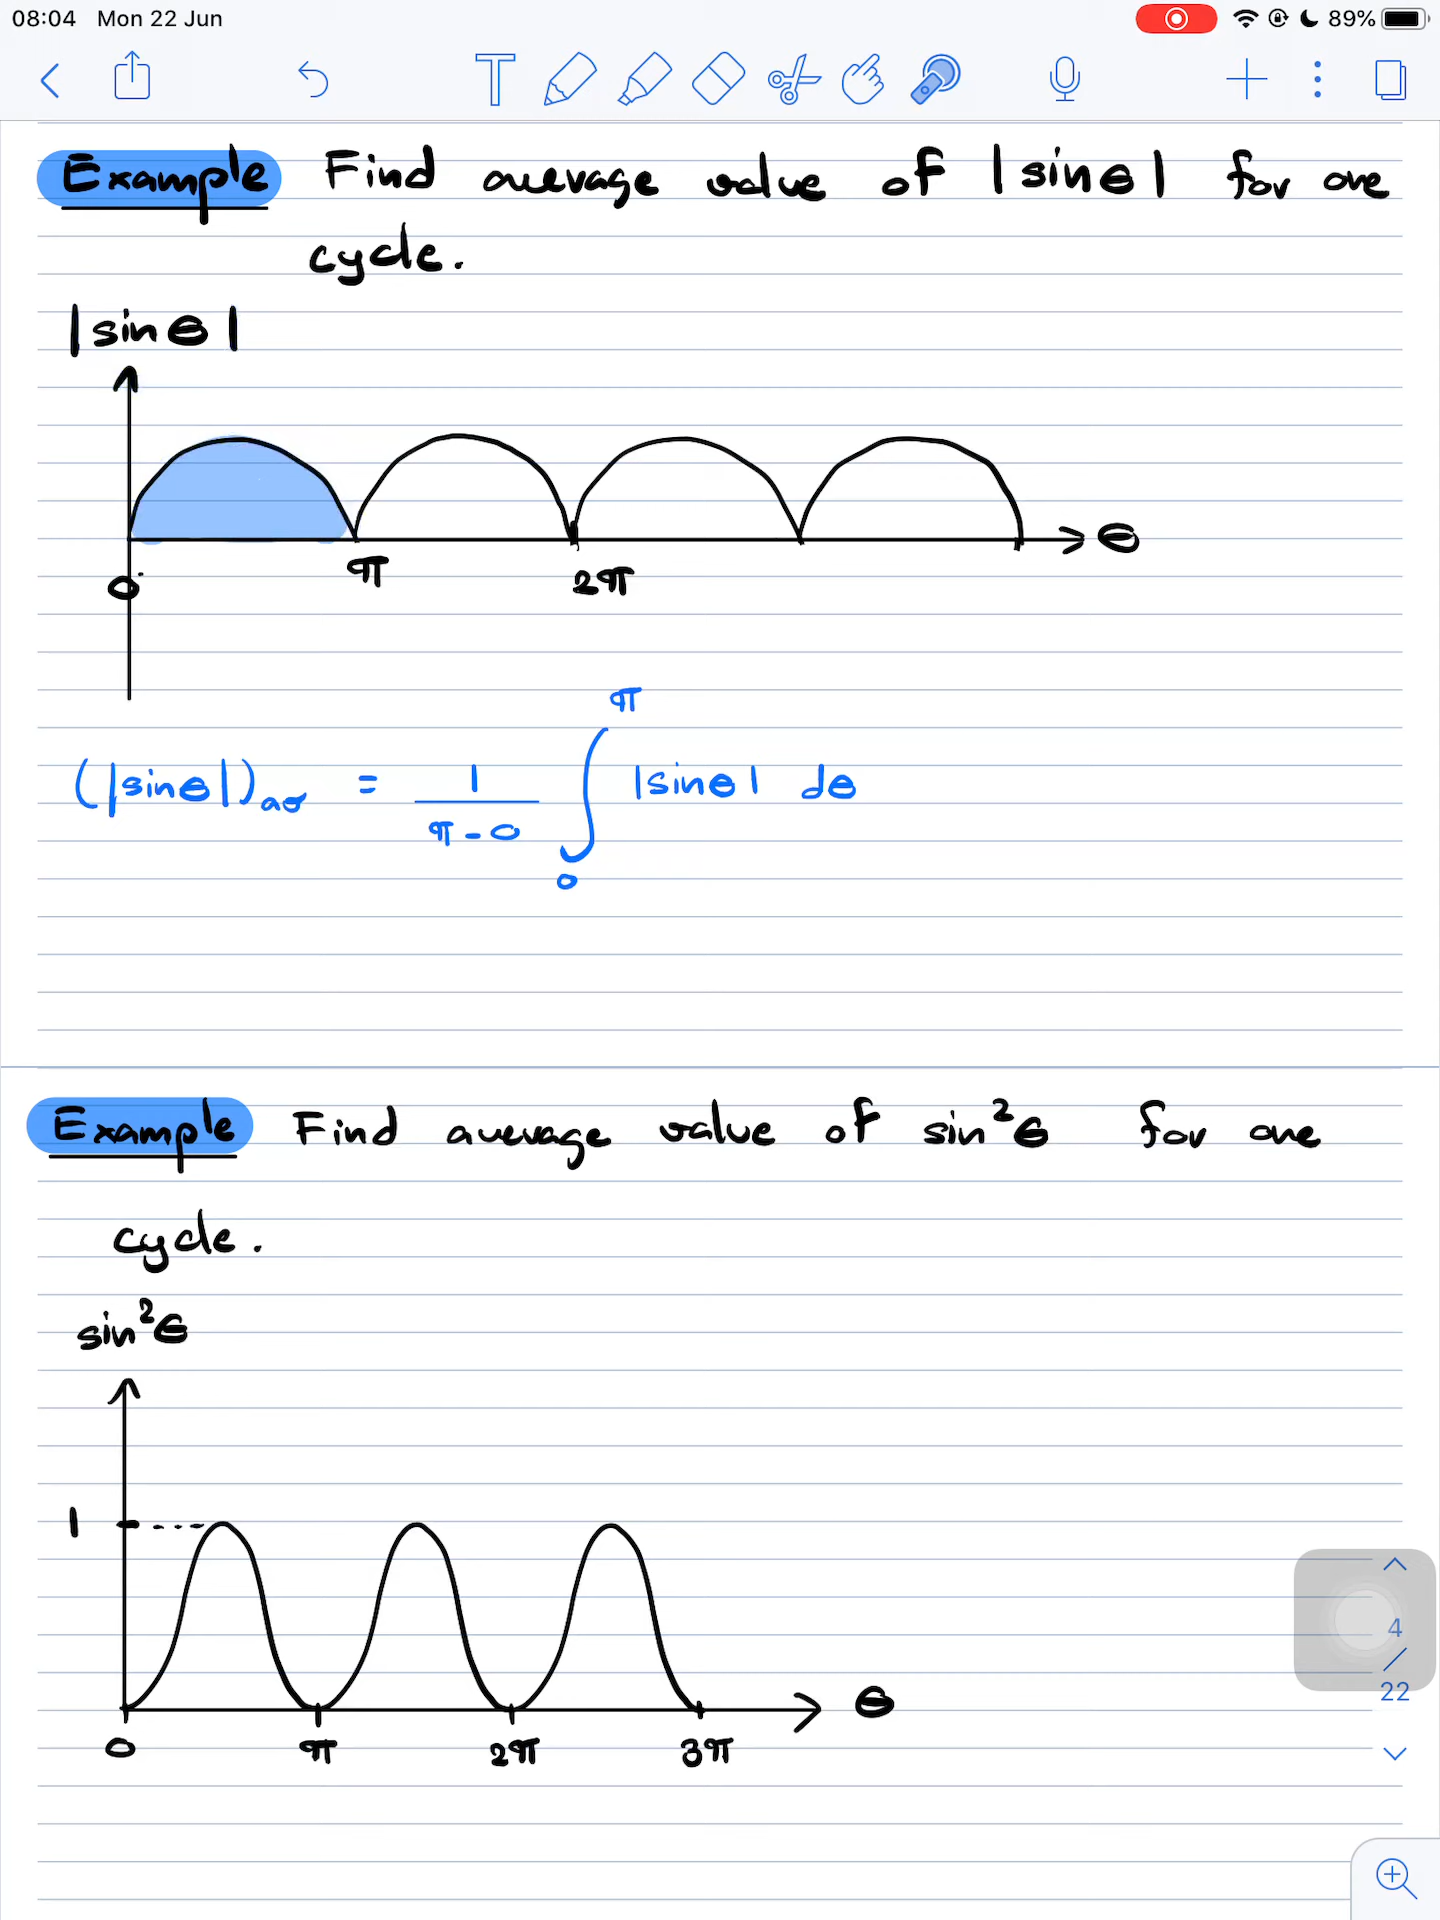 08:04 Mon 22 Jun 89%
T
Example Find average value of |sinθ| for one
cycle.
|sinθ|
θ
0 π 2π
(|sinθ|)av = 1/(π-0) ∫₀^π |sinθ| dθ
Example Find average value of sin²θ for one
cycle.
sin²θ
1
θ
0 π 2π 3π
4
/
22